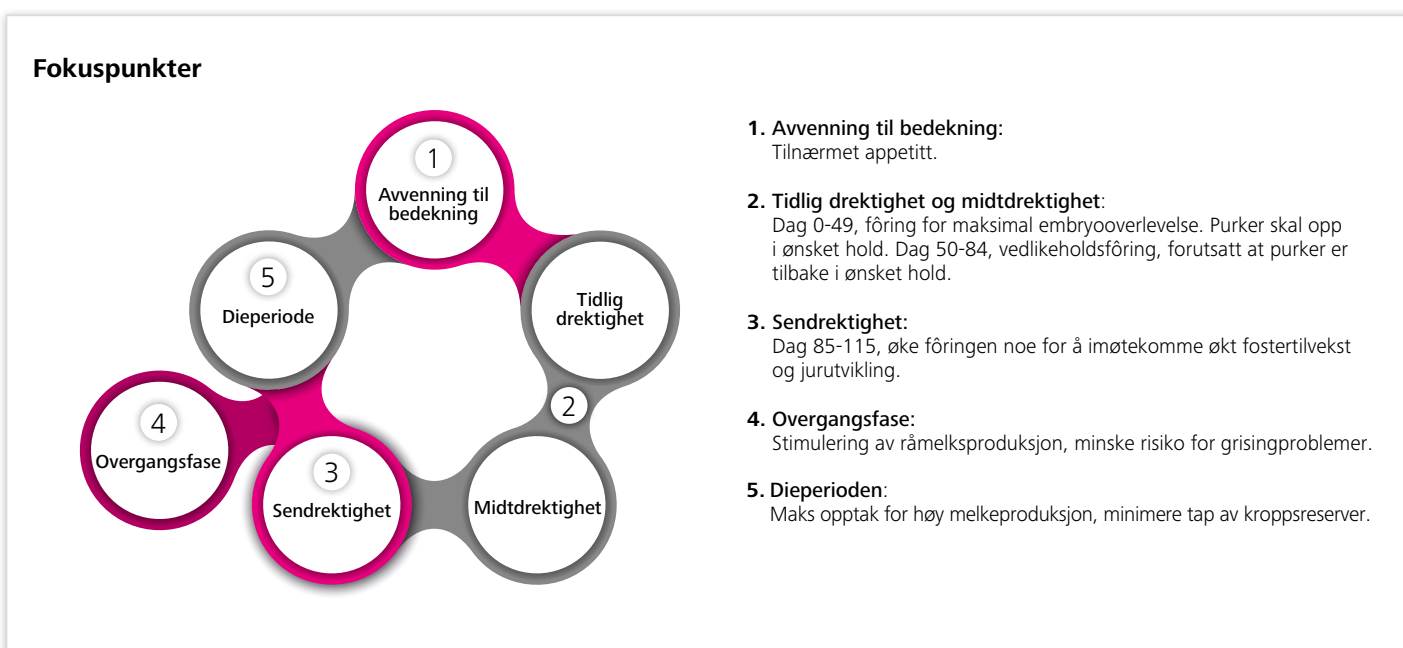 Fokuspunkter
1
Avvenning til
bedekning
5
Dieperiode
Tidlig
drektighet
4
Overgangsfase
2
3
Sendrektighet
Midtdrektighet
1. Avvenning til bedekning:
Tilnærmet appetitt.
2. Tidlig drektighet og midtdrektighet:
Dag 0-49, fôring for maksimal embryooverlevelse. Purker skal opp
i ønsket hold. Dag 50-84, vedlikeholdsfôring, forutsatt at purker er
tilbake i ønsket hold.
3. Sendrektighet:
Dag 85-115, øke fôringen noe for å imøtekomme økt fostertilvekst
og jurutvikling.
4. Overgangsfase:
Stimulering av råmelksproduksjon, minske risiko for grisingproblemer.
5. Dieperioden:
Maks opptak for høy melkeproduksjon, minimere tap av kroppsreserver.